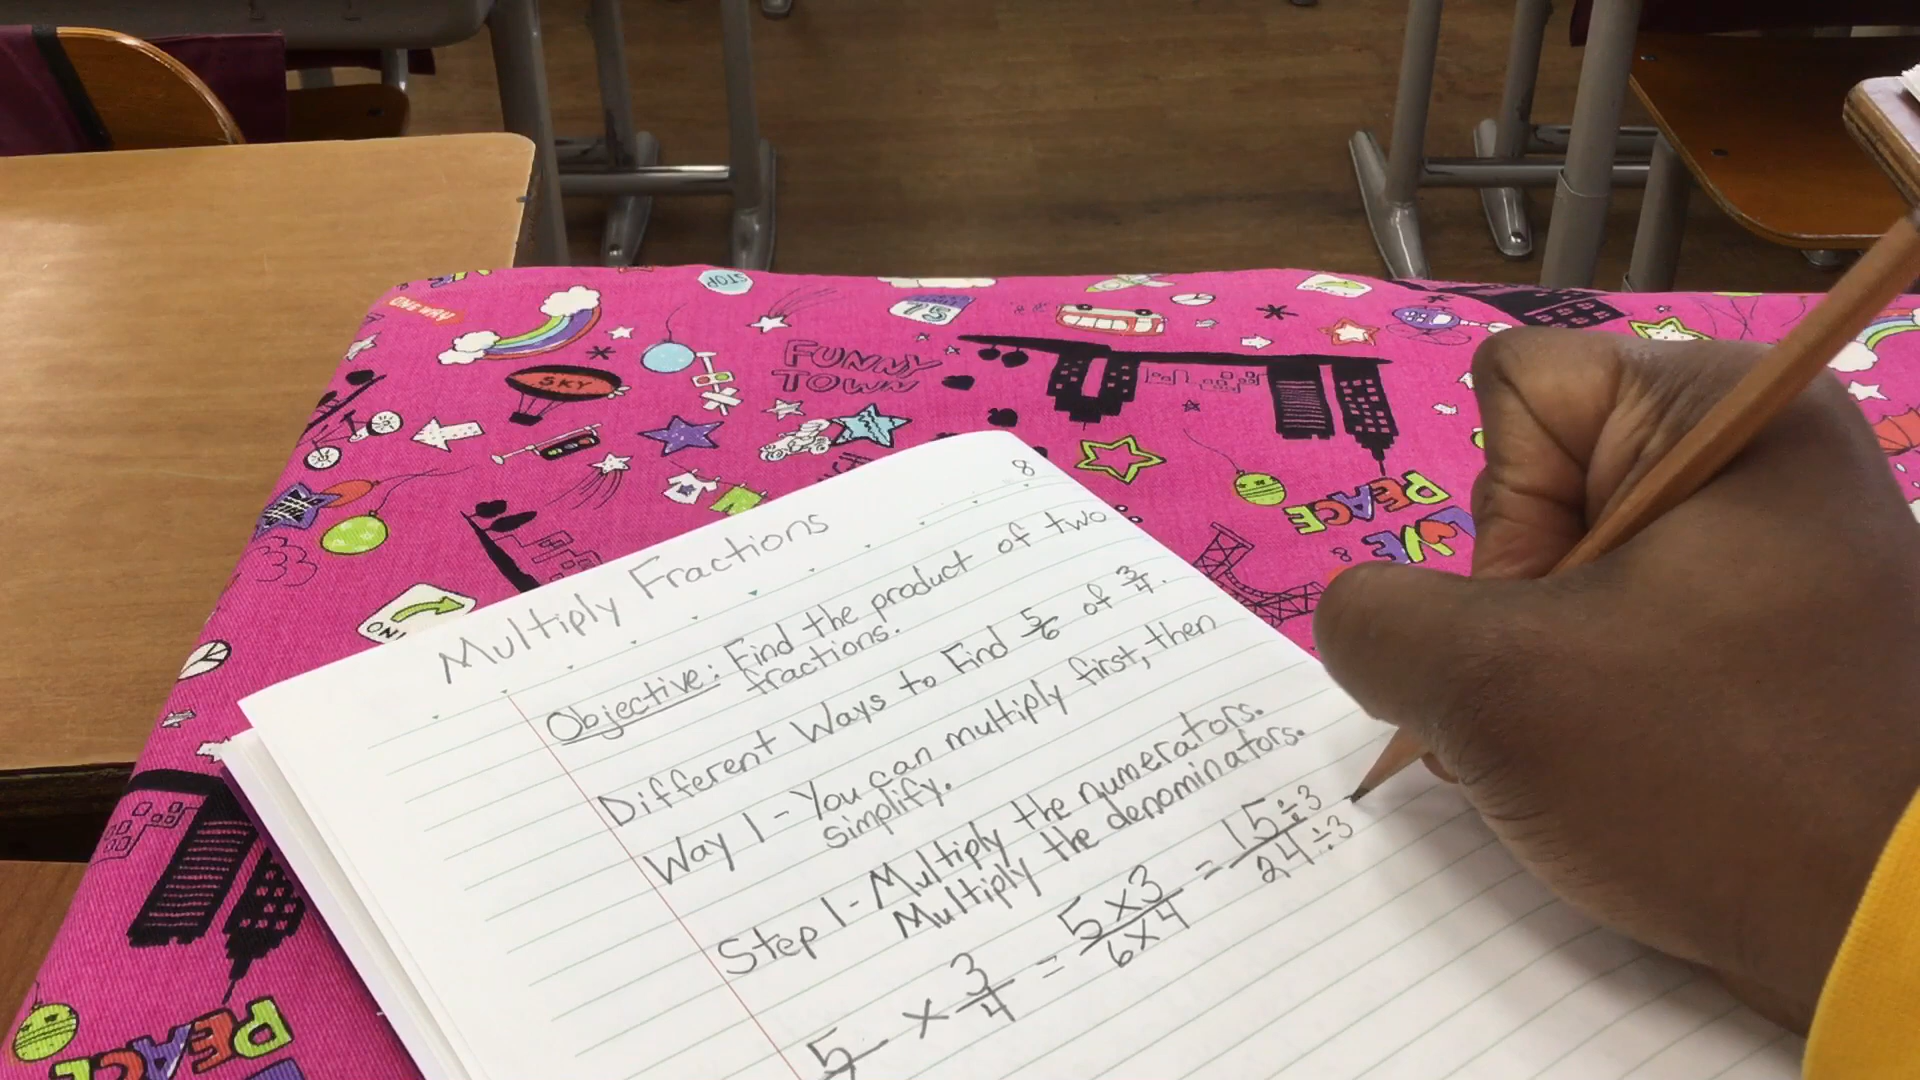 ONE WAY
STOP
75
ONLY
FUNNY
TOWN
SKY
PEACE
LOVE
8
Multiply Fractions
Objective: Find the product of two
fractions.
Different Ways to Find 5/6 of 3/4.
Way 1 - You can multiply first, then
simplify.
Step 1 - Multiply the numerators.
Multiply the denominators.
5 × 3/4 = 5×3/6×4 = 15÷3/24÷3
PEACE